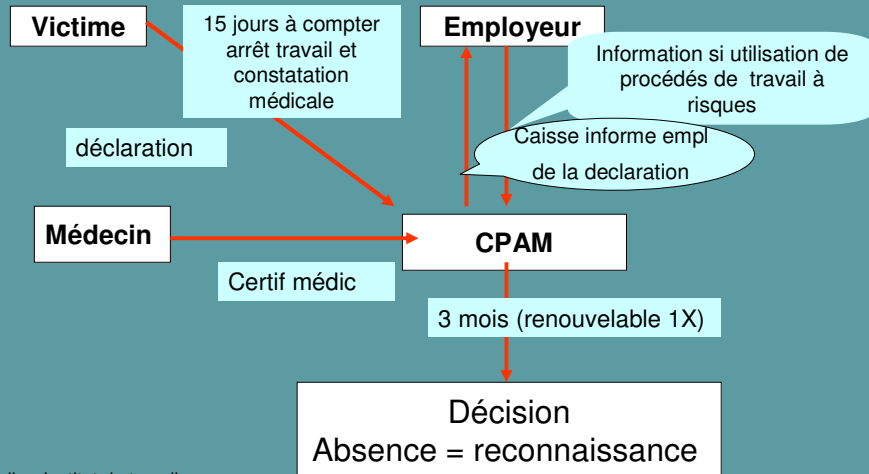 Victime
15 jours à compter
arrêt travail et
constatation
médicale
Employeur
Information si utilisation de
procédés de travail à
risques
Caisse informe empl
de la declaration
déclaration
Médecin
CPAM
Certif médic
3 mois (renouvelable 1X)
Décision
Absence = reconnaissance